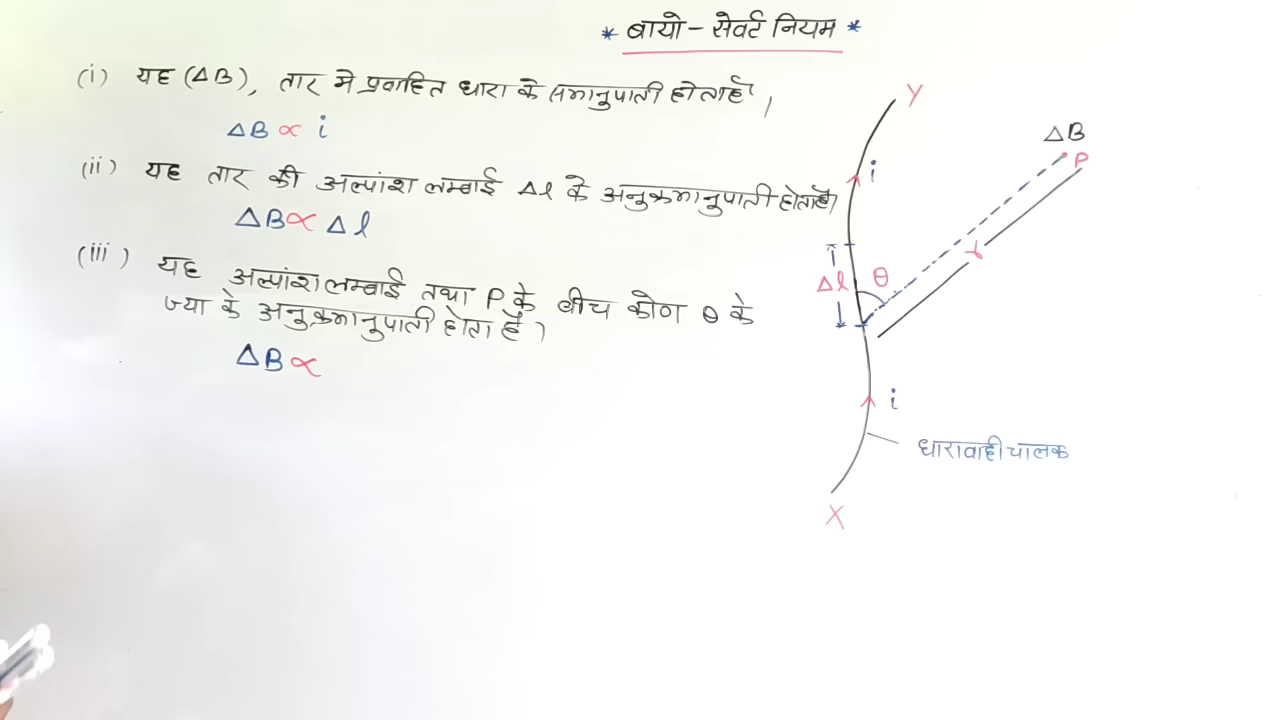 * बायो - सेवर्ट नियम *
(i) यह (ΔB), तार मे प्रवाहित धारा के समानुपाती होता है।
ΔB ∝ i
(ii) यह तार की अल्पांश लम्बाई Δl के अनुक्रमानुपाती होता है।
ΔB ∝ Δl
(iii) यह अल्पांश लम्बाई तथा P के बीच कोण θ के
ज्या के अनुक्रमानुपाती होता है।
ΔB ∝
Y
ΔB
P
i
r
Δl
θ
i
धारावाही चालक
X